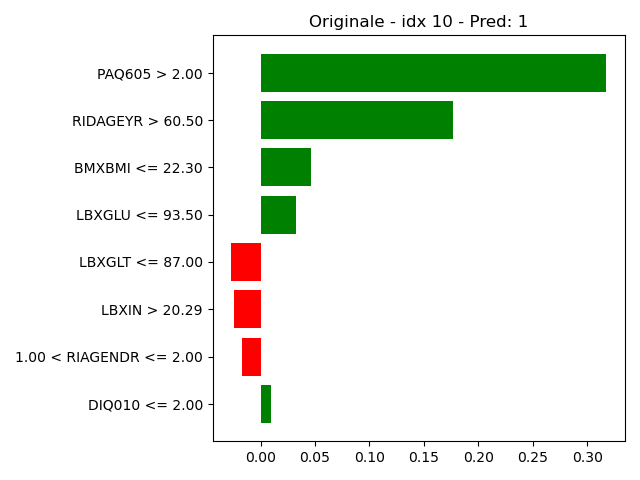 Originale - idx 10 - Pred: 1
PAQ605 > 2.00
RIDAGEYR > 60.50
BMXBMI <= 22.30
LBXGLU <= 93.50
LBXGLT <= 87.00
LBXIN > 20.29
1.00 < RIAGENDR <= 2.00
DIQ010 <= 2.00
0.00 0.05 0.10 0.15 0.20 0.25 0.30